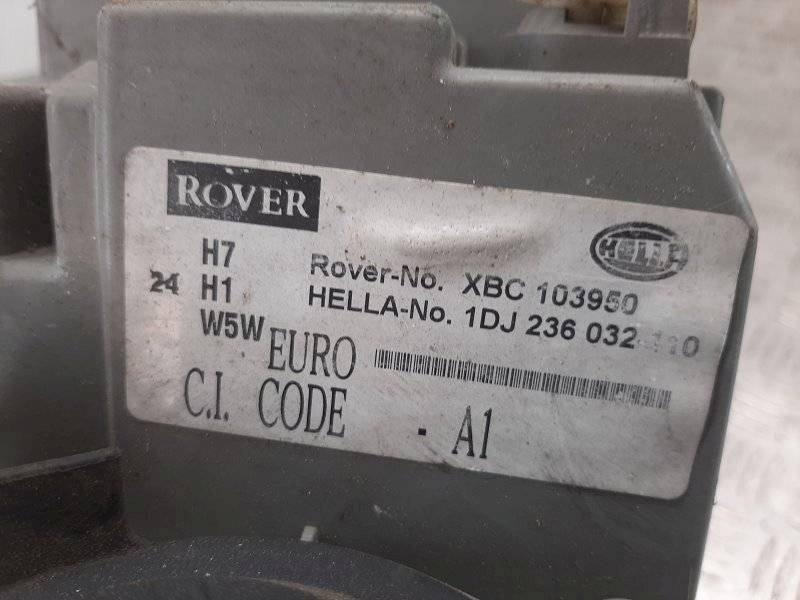 ROVER
HELLA
H7
24 H1
W5W
Rover-No. XBC 103950
HELLA-No. 1DJ 236 032
EURO
C.I. CODE - A1